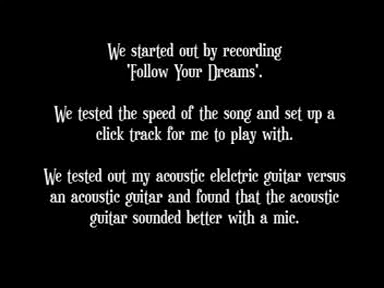 We started out by recording
'Follow Your Dreams'.
We tested the speed of the song and set up a
click track for me to play with.
We tested out my acoustic elelctric guitar versus
an acoustic guitar and found that the acoustic
guitar sounded better with a mic.